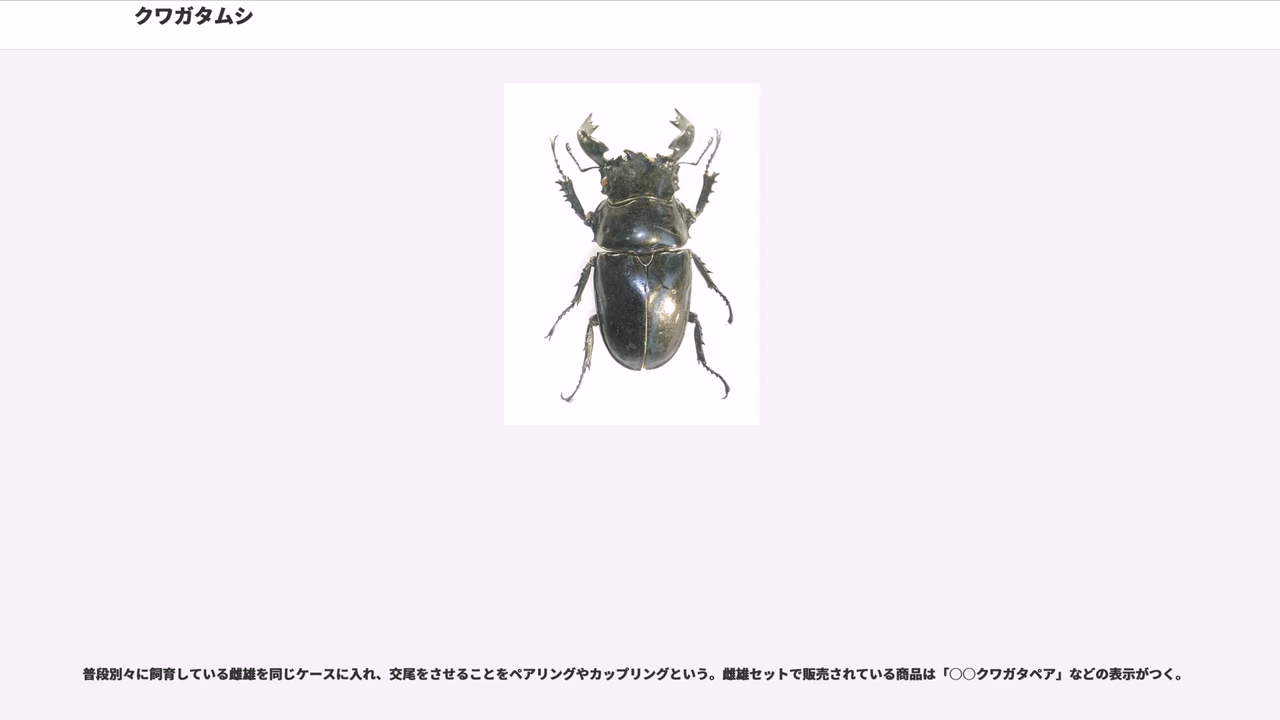 クワガタムシ
普段別々に飼育している雌雄を同じケースに入れ、交尾をさせることをペアリングやカップリングという。雌雄セットで販売されている商品は「〇〇クワガタペア」などの表示がつく。